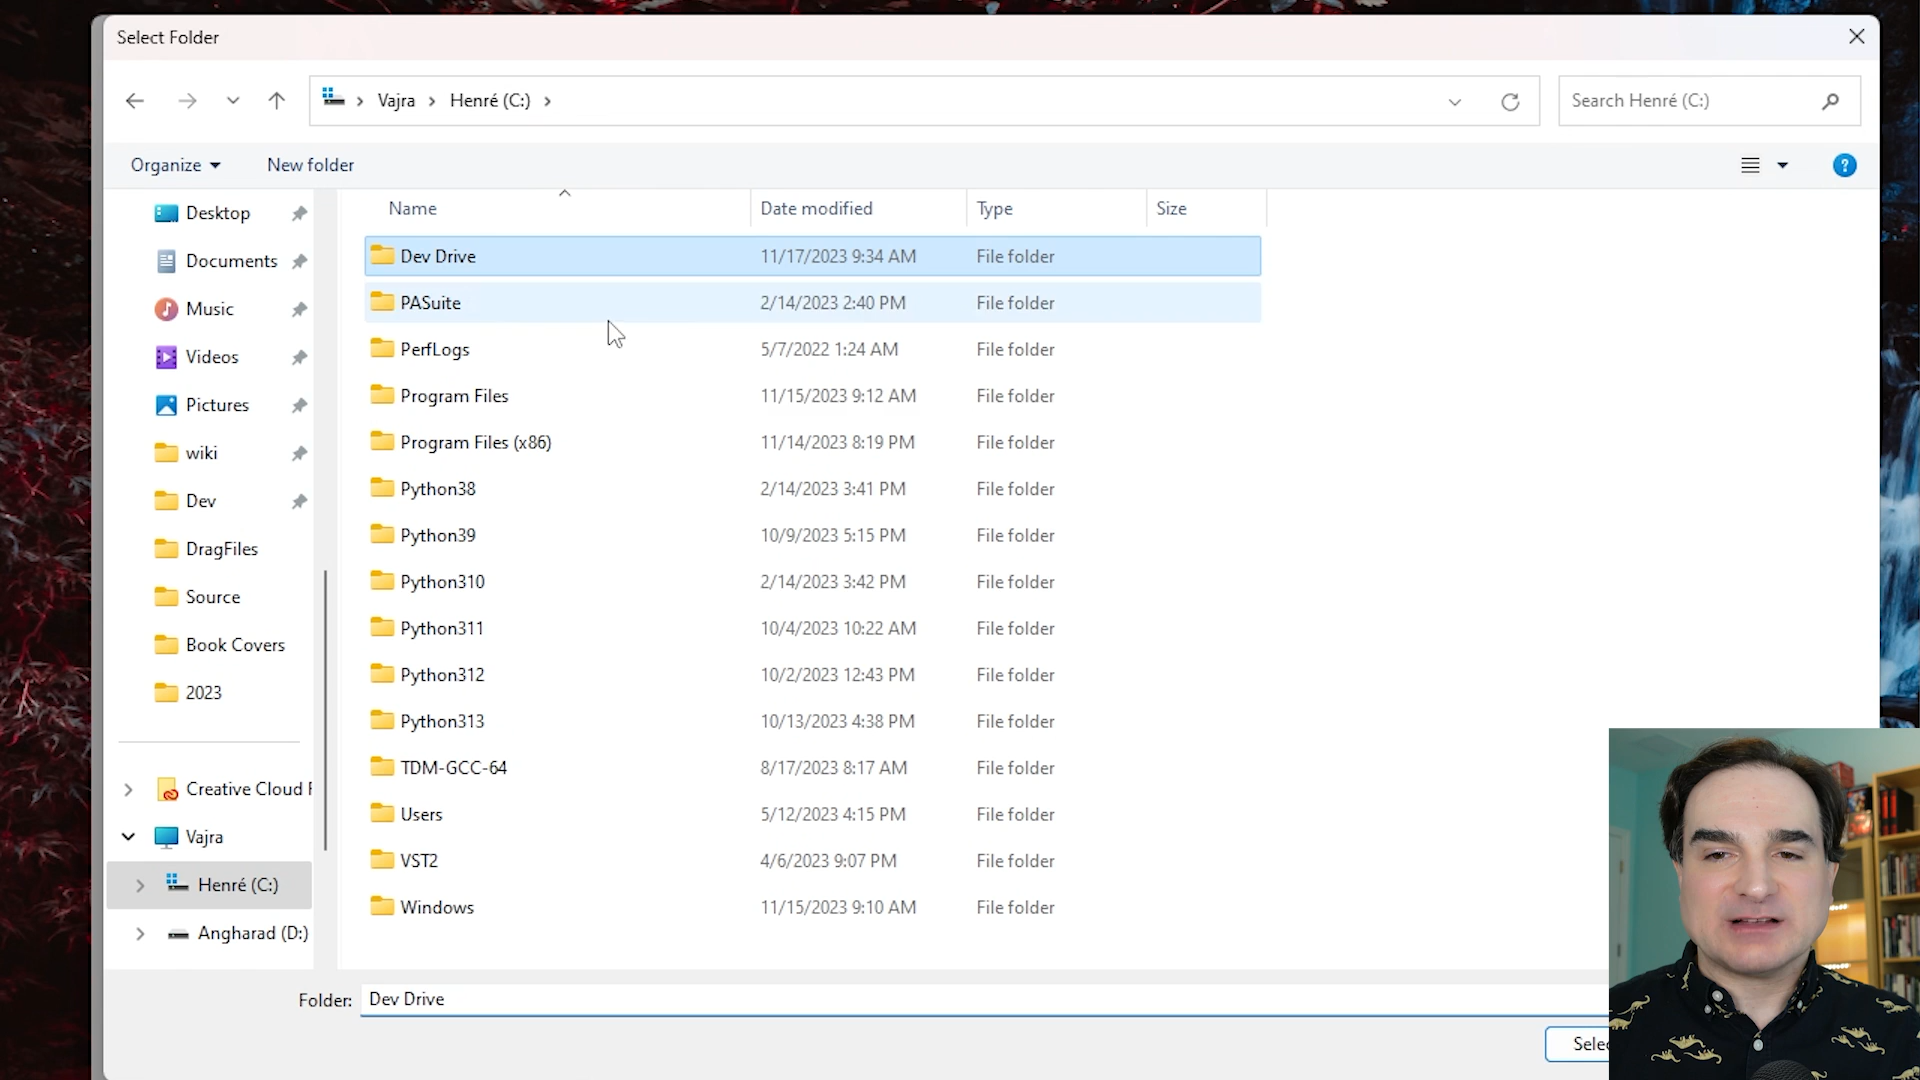 Select Folder
Vajra Henré (C:)
Search Henré (C:)
Organize
New folder
?
Desktop
Documents
Music
Videos
Pictures
wiki
Dev
DragFiles
Source
Book Covers
2023
Creative Cloud F
Vajra
Henré (C:)
Angharad (D:)
Name Date modified Type Size
Dev Drive 11/17/2023 9:34 AM File folder
PASuite 2/14/2023 2:40 PM File folder
PerfLogs 5/7/2022 1:24 AM File folder
Program Files 11/15/2023 9:12 AM File folder
Program Files (x86) 11/14/2023 8:19 PM File folder
Python38 2/14/2023 3:41 PM File folder
Python39 10/9/2023 5:15 PM File folder
Python310 2/14/2023 3:42 PM File folder
Python311 10/4/2023 10:22 AM File folder
Python312 10/2/2023 12:43 PM File folder
Python313 10/13/2023 4:38 PM File folder
TDM-GCC-64 8/17/2023 8:17 AM File folder
Users 5/12/2023 4:15 PM File folder
VST2 4/6/2023 9:07 PM File folder
Windows 11/15/2023 9:10 AM File folder
Folder: Dev Drive
Selec